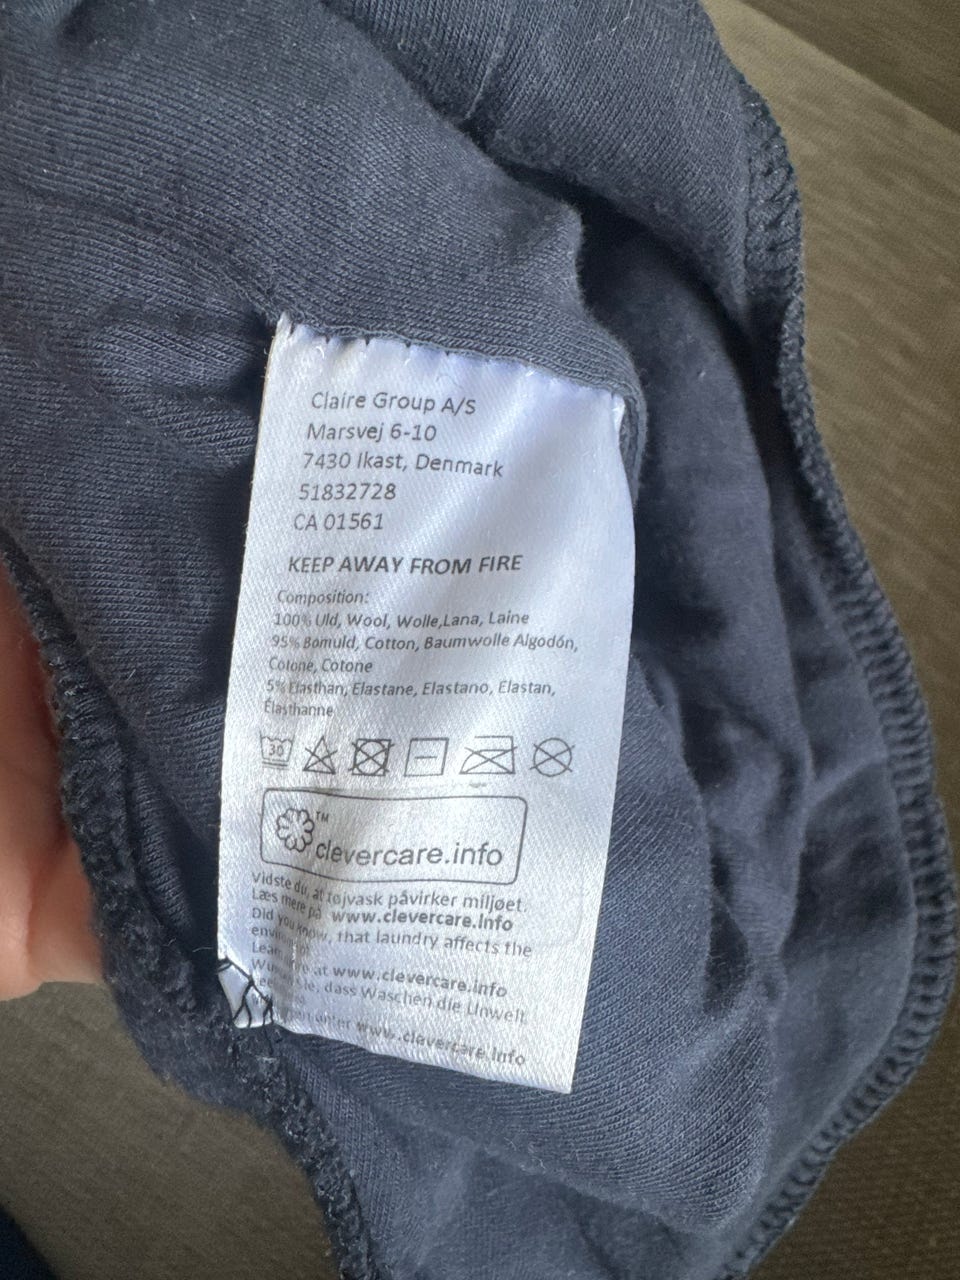 Claire Group A/S
Marsvej 6-10
7430 Ikast, Denmark
51832728
CA 01561
KEEP AWAY FROM FIRE
Composition:
100% Uld, Wool, Wolle,Lana, Laine
95% Bomuld, Cotton, Baumwolle Algodón,
Cotone, Cotone
5% Elasthan, Elastane, Elastano, Elastan,
Élasthanne
30
™
clevercare.info
Vidste du, at tøjvask påvirker miljøet.
Læs mere på www.clevercare.info
Did you know, that laundry affects the
at www.clevercare.info
dass Waschen die Umwelt
unter www.clevercare.info